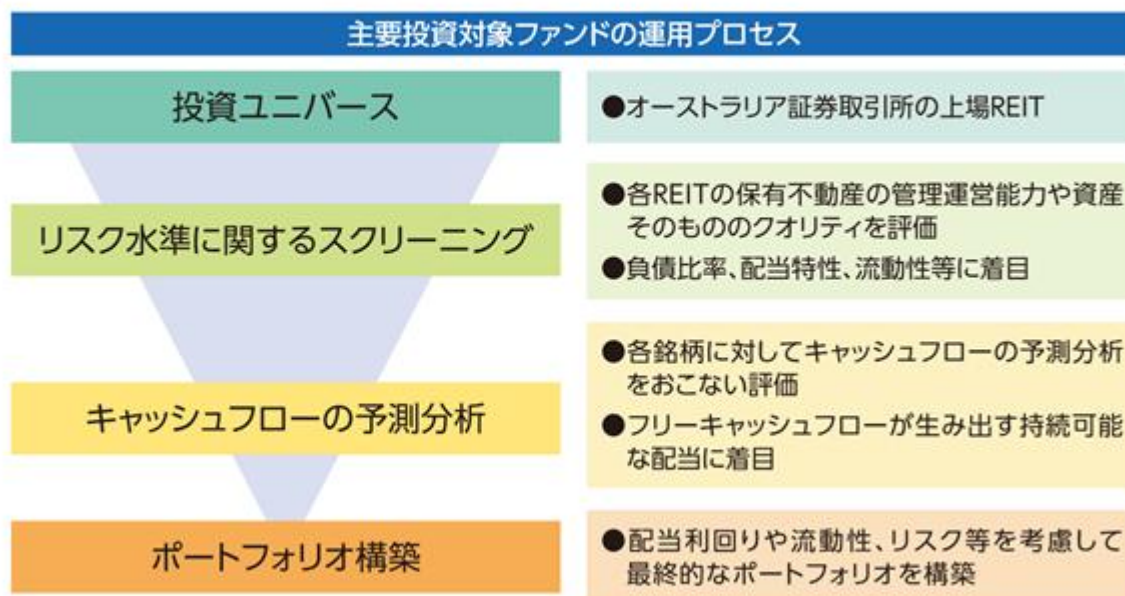 主要投資対象ファンドの運用プロセス
投資ユニバース
●オーストラリア証券取引所の上場REIT
リスク水準に関するスクリーニング
●各REITの保有不動産の管理運営能力や資産
そのもののクオリティを評価
●負債比率、配当特性、流動性等に着目
キャッシュフローの予測分析
●各銘柄に対してキャッシュフローの予測分析
をおこない評価
●フリーキャッシュフローが生み出す持続可能
な配当に着目
ポートフォリオ構築
●配当利回りや流動性、リスク等を考慮して
最終的なポートフォリオを構築